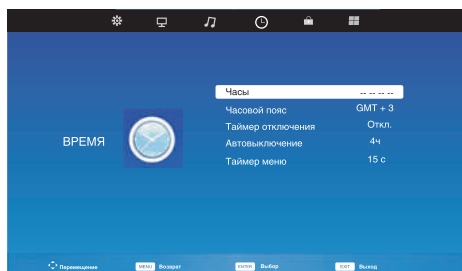 Часы -- -- -- --
Часовой пояс GMT + 3
Таймер отключения Откл.
ВРЕМЯ
Автовыключение 4ч
Таймер меню 15 с
Перемещение MENU Возврат ENTER Выбор EXIT Выход